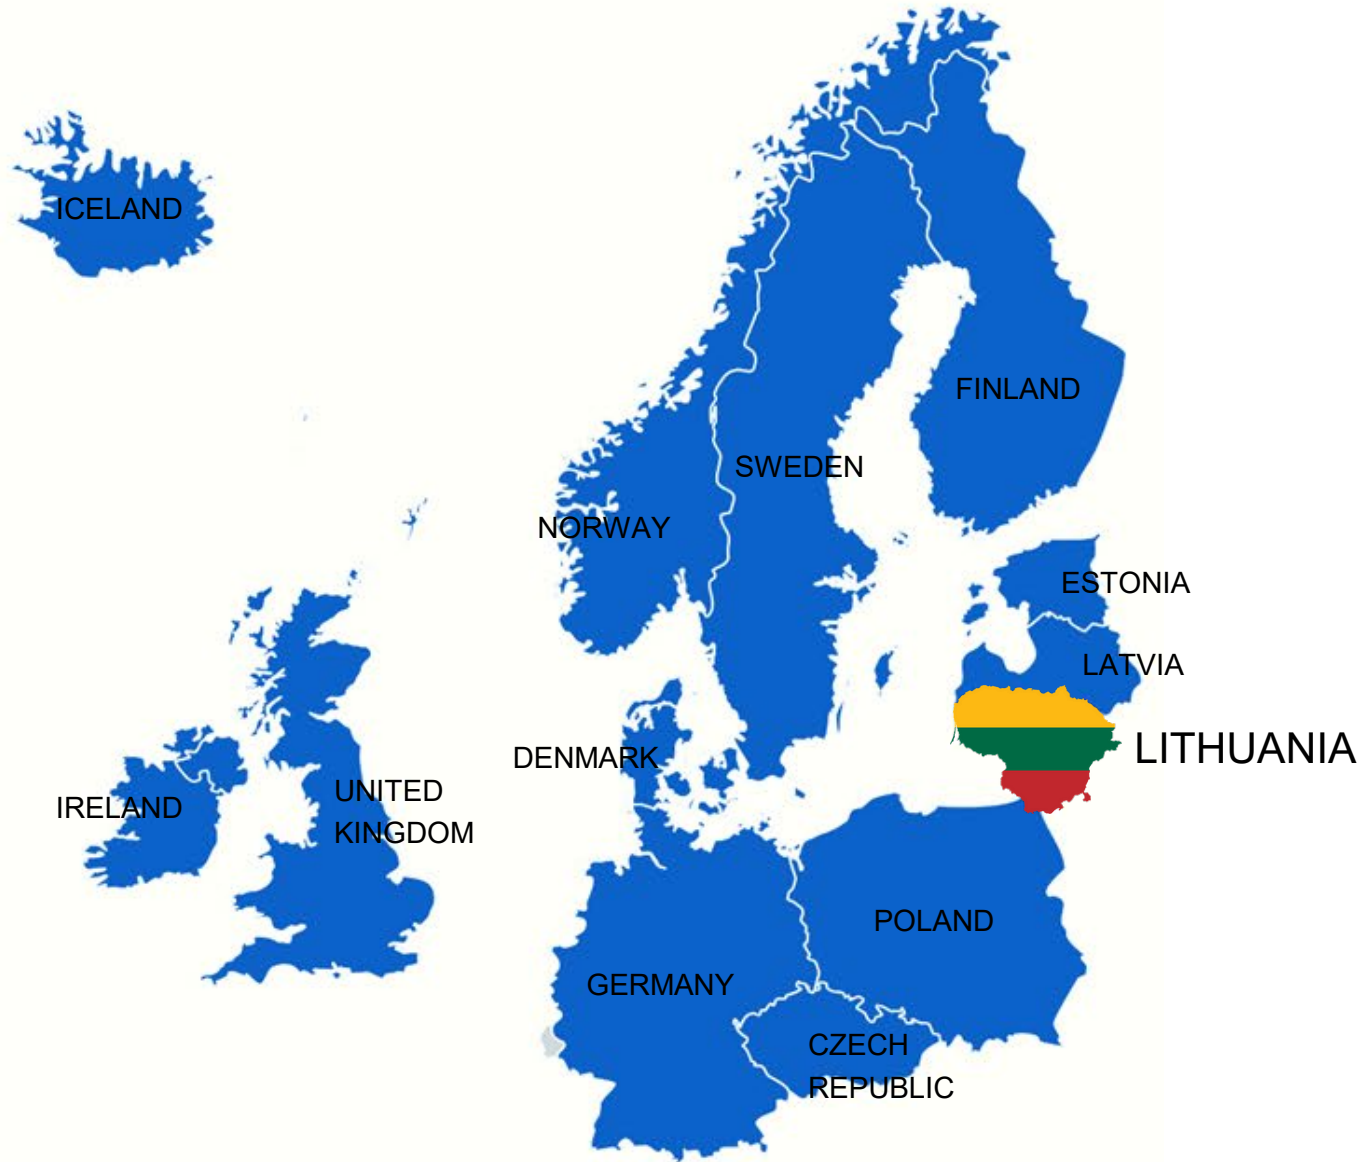 ICELAND
FINLAND
SWEDEN
NORWAY
ESTONIA
LATVIA
LITHUANIA
DENMARK
UNITED
KINGDOM
IRELAND
POLAND
GERMANY
CZECH
REPUBLIC